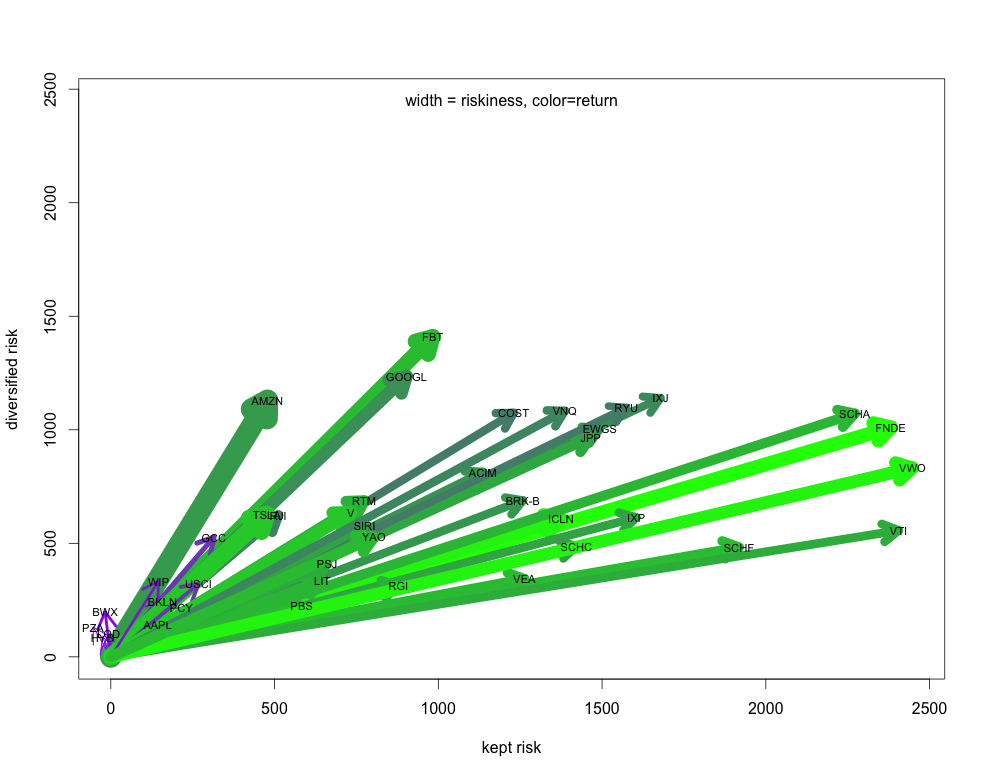 width = riskiness, color=return
2500
2000
1500
1000
500
0
diversified risk
FBT
GOOGL
AMZN
COST
VNQ
RYU
IXJ
EWGS
JPP
SCHA
FNDE
ACIM
VWO
RTM
BRK-B
V
TSLA
SIRI
ICLN
IXP
YAO
VTI
GCC
SCHC
SCHF
PSJ
WIP
USCI
LIT
RGI
VEA
BKLN
PCY
PBS
BWX
AAPL
PZA
LQD
0
500
1000
1500
2000
2500
kept risk